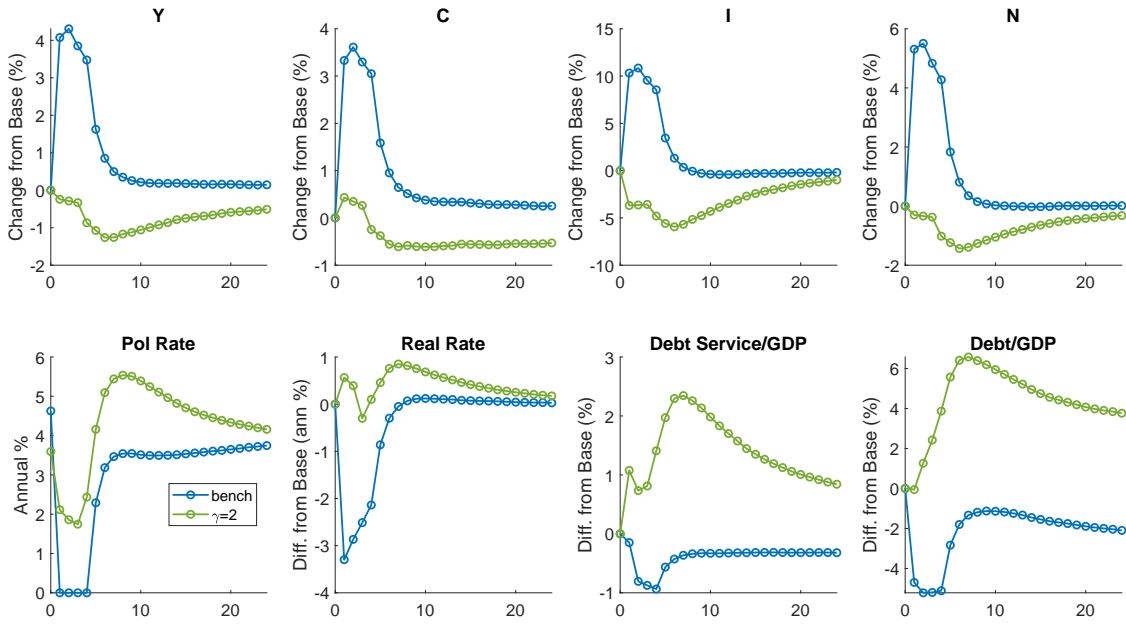 Y
Change from Base (%)
4
3
2
1
0
-1
-2
0 10 20
C
Change from Base (%)
4
3
2
1
0
-1
0 10 20
I
Change from Base (%)
15
10
5
0
-5
-10
0 10 20
N
Change from Base (%)
6
4
2
0
-2
0 10 20
Pol Rate
Annual %
6
5
4
3
2
1
0
0 10 20
bench
γ=2
Real Rate
Diff. from Base (ann %)
1
0
-1
-2
-3
-4
0 10 20
Debt Service/GDP
Diff. from Base (%)
3
2
1
0
-1
0 10 20
Debt/GDP
Diff. from Base (%)
6
4
2
0
-2
-4
0 10 20